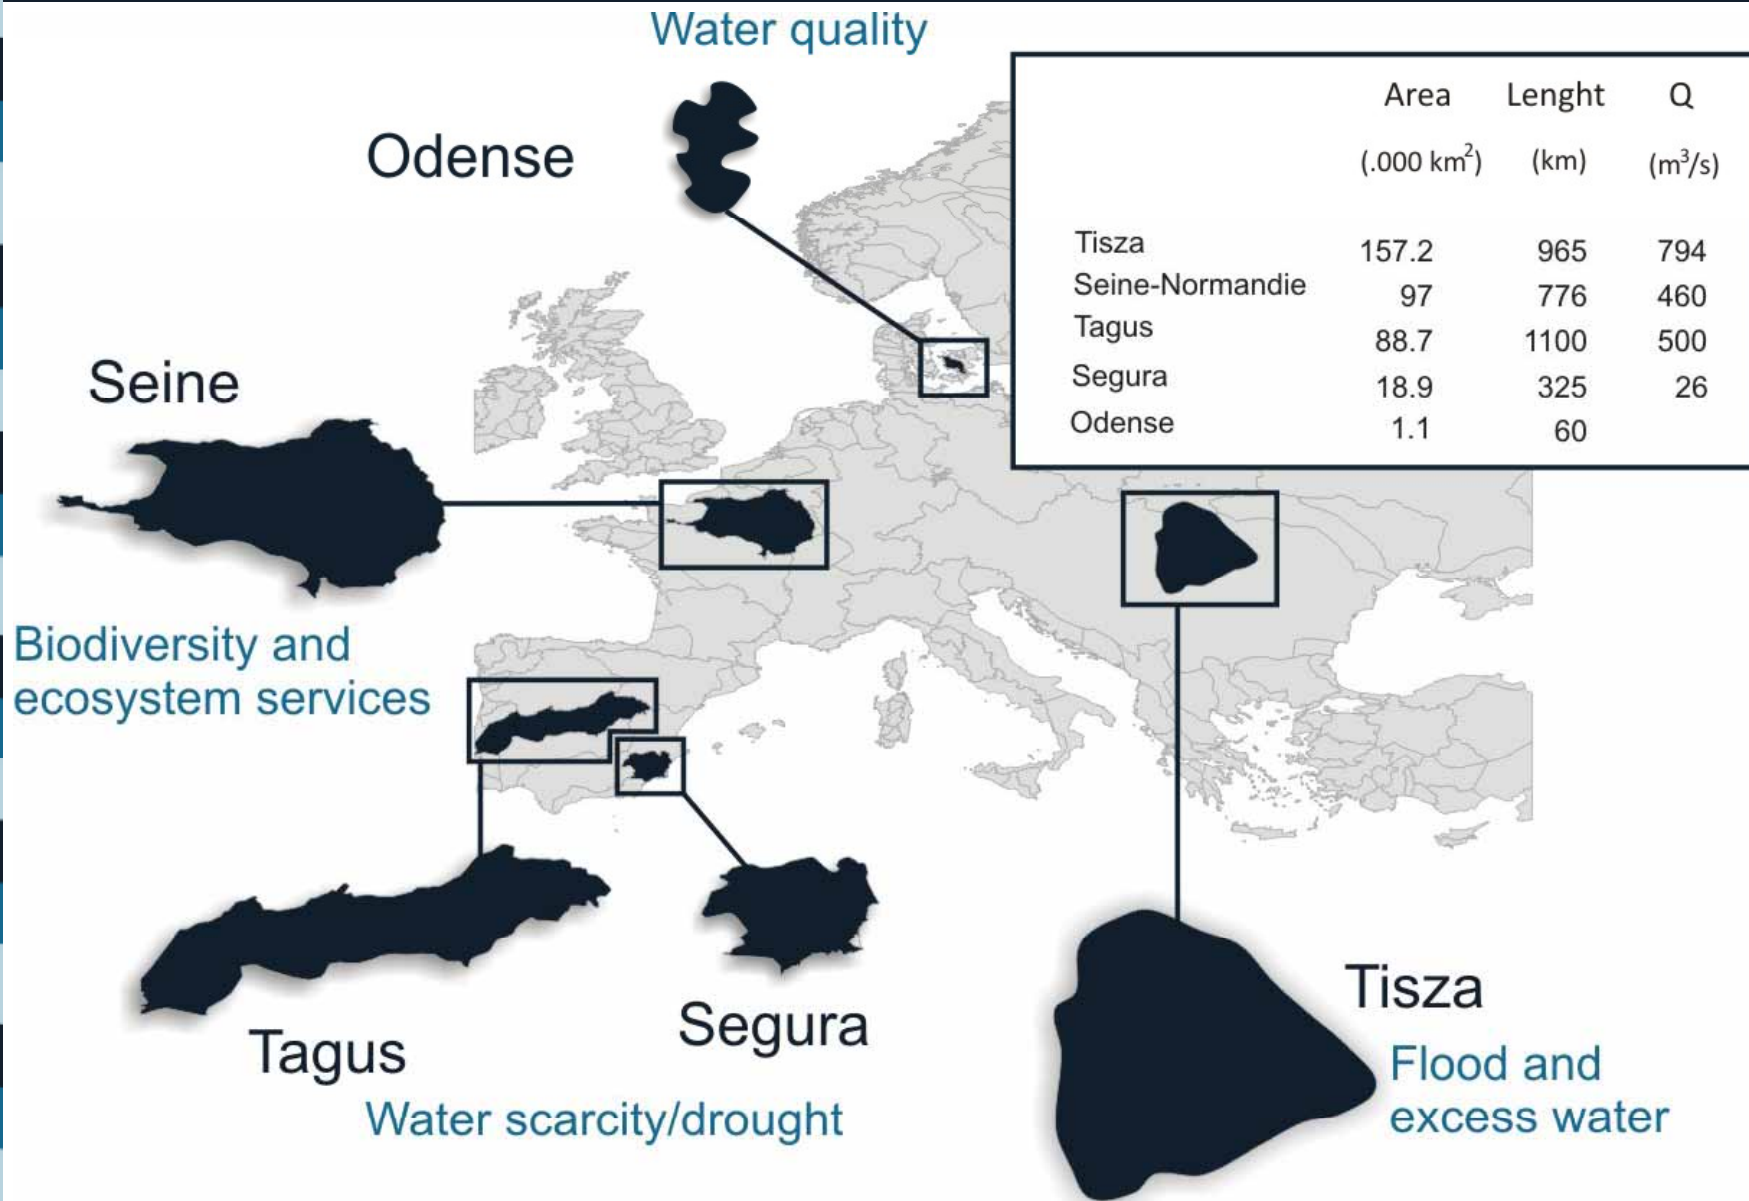 Water quality
Odense
Area Lenght Q
(.000 km²) (km) (m³/s)
Tisza 157.2 965 794
Seine-Normandie 97 776 460
Tagus 88.7 1100 500
Segura 18.9 325 26
Odense 1.1 60
Seine
Biodiversity and
ecosystem services
Tagus
Segura
Water scarcity/drought
Tisza
Flood and
excess water